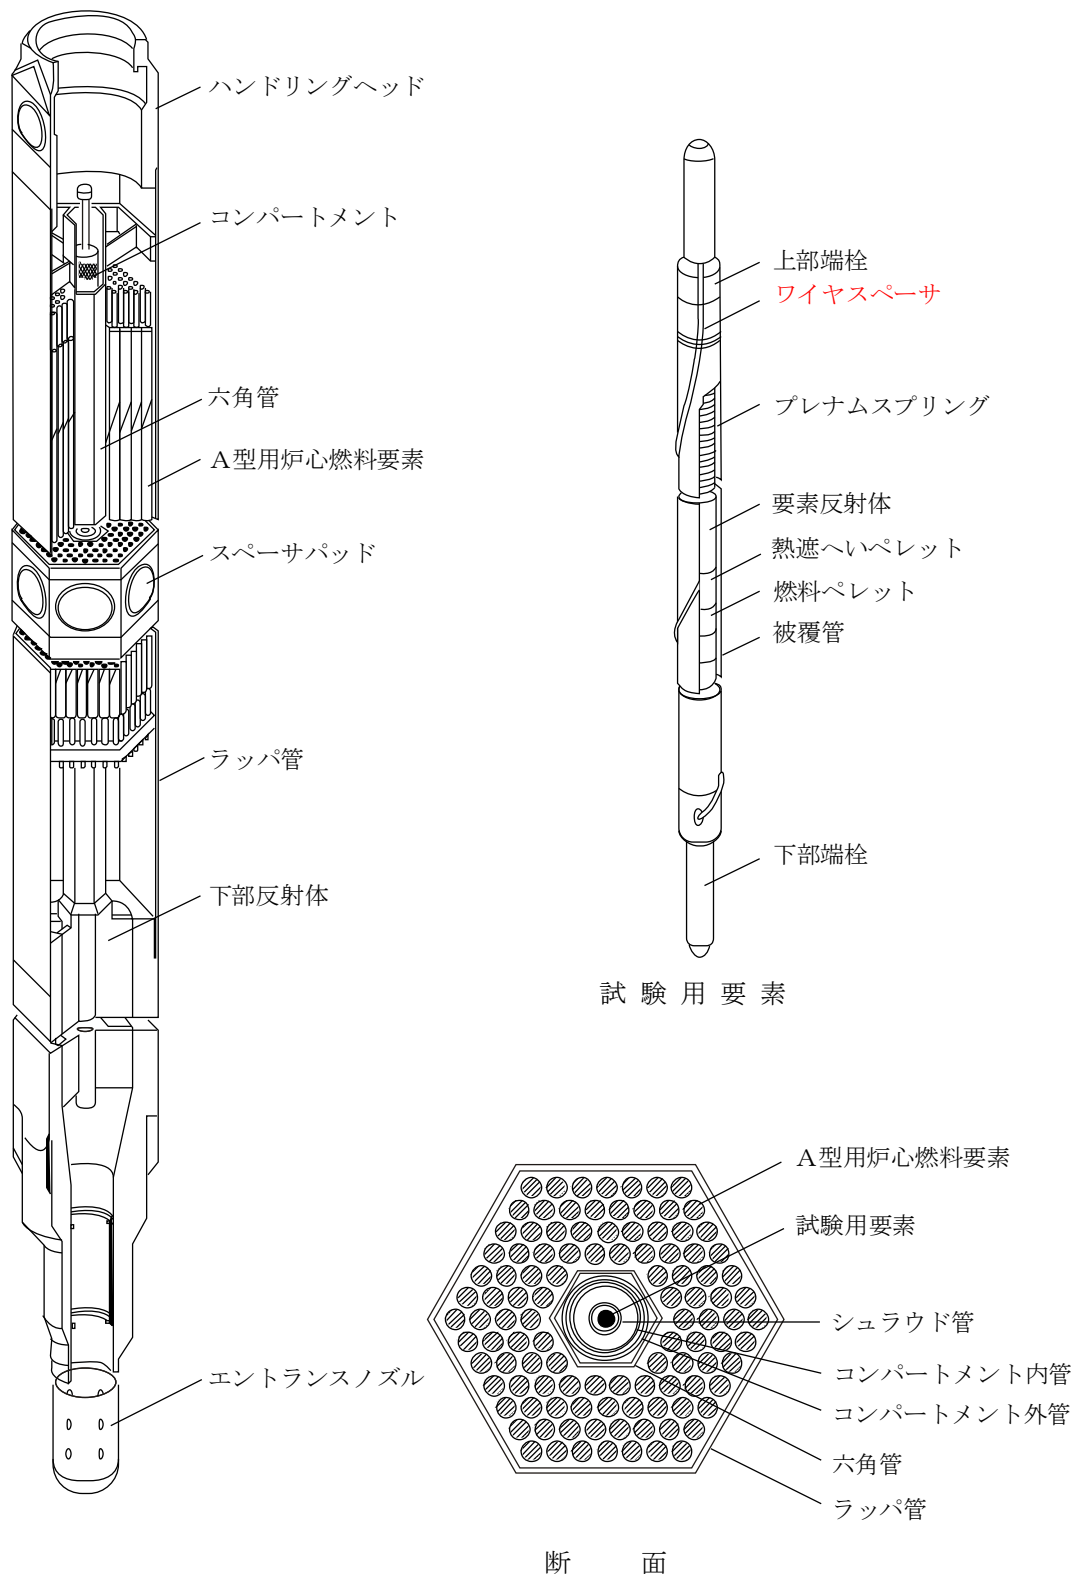 ハンドリングヘッド
コンパートメント
六角管
A型用炉心燃料要素
スペーサパッド
ラッパ管
下部反射体
エントランスノズル
上部端栓
ワイヤスペーサ
プレナムスプリング
要素反射体
熱遮へいペレット
燃料ペレット
被覆管
下部端栓
試験用要素
A型用炉心燃料要素
試験用要素
シュラウド管
コンパートメント内管
コンパートメント外管
六角管
ラッパ管
断面